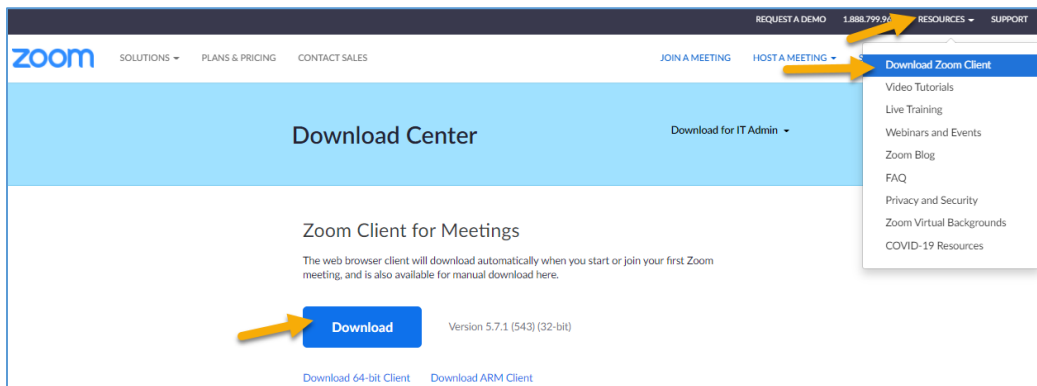 REQUEST A DEMO 1.888.799.96 RESOURCES SUPPORT
zoom SOLUTIONS PLANS & PRICING CONTACT SALES JOIN A MEETING HOST A MEETING
Download Zoom Client
Video Tutorials
Live Training
Webinars and Events
Zoom Blog
FAQ
Privacy and Security
Zoom Virtual Backgrounds
COVID-19 Resources
Download Center Download for IT Admin
Zoom Client for Meetings
The web browser client will download automatically when you start or join your first Zoom
meeting, and is also available for manual download here.
Download Version 5.7.1 (543) (32-bit)
Download 64-bit Client Download ARM Client